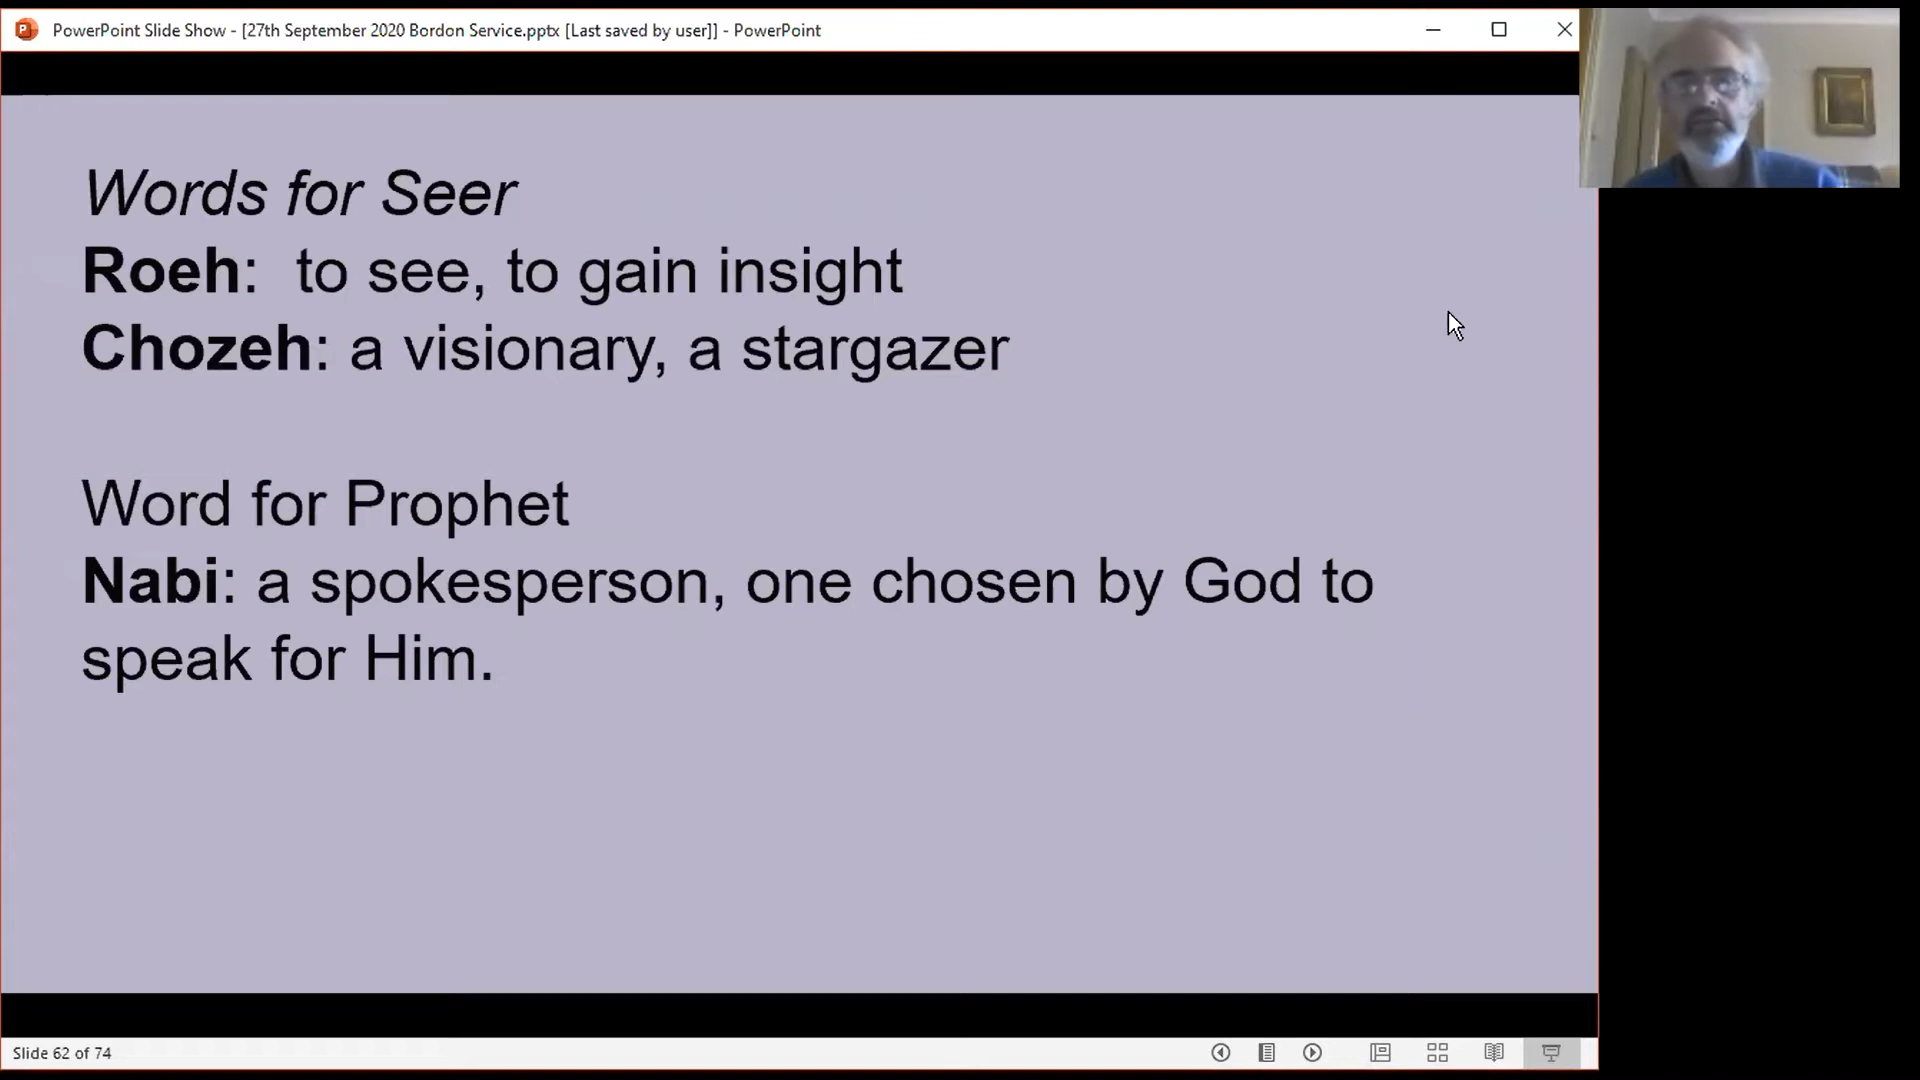 PowerPoint Slide Show - [27th September 2020 Bordon Service.pptx [Last saved by user]] - PowerPoint
Words for Seer
Roeh: to see, to gain insight
Chozeh: a visionary, a stargazer
Word for Prophet
Nabi: a spokesperson, one chosen by God to
speak for Him.
Slide 62 of 74